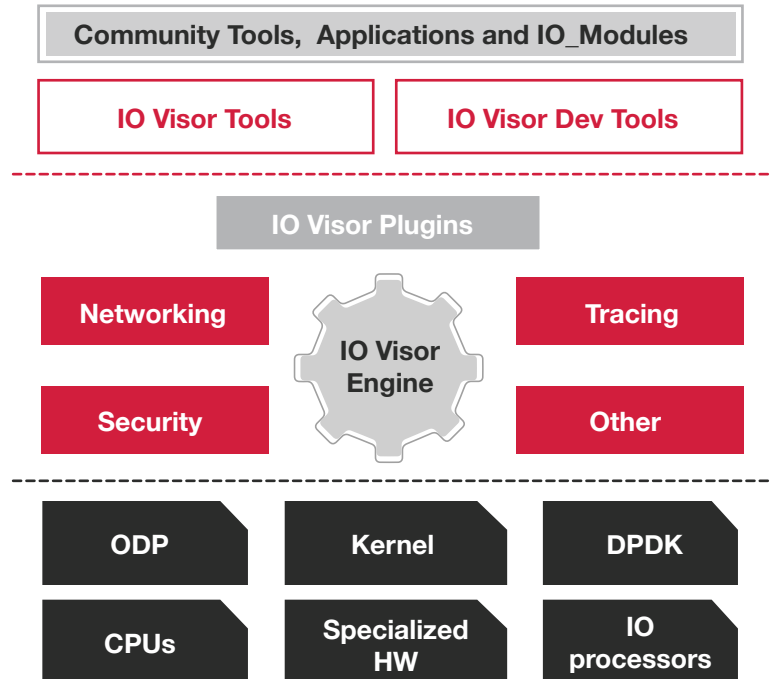 Community Tools, Applications and IO_Modules
IO Visor Tools
IO Visor Dev Tools
IO Visor Plugins
Networking
IO Visor
Engine
Tracing
Security
Other
ODP
Kernel
DPDK
CPUs
Specialized
HW
IO
processors